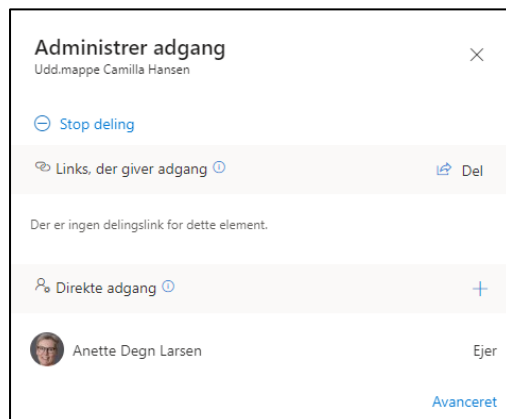 Administrer adgang
Udd.mappe Camilla Hansen
Stop deling
Links, der giver adgang
Del
Der er ingen delingslink for dette element.
Direkte adgang
Anette Degn Larsen
Ejer
Avanceret